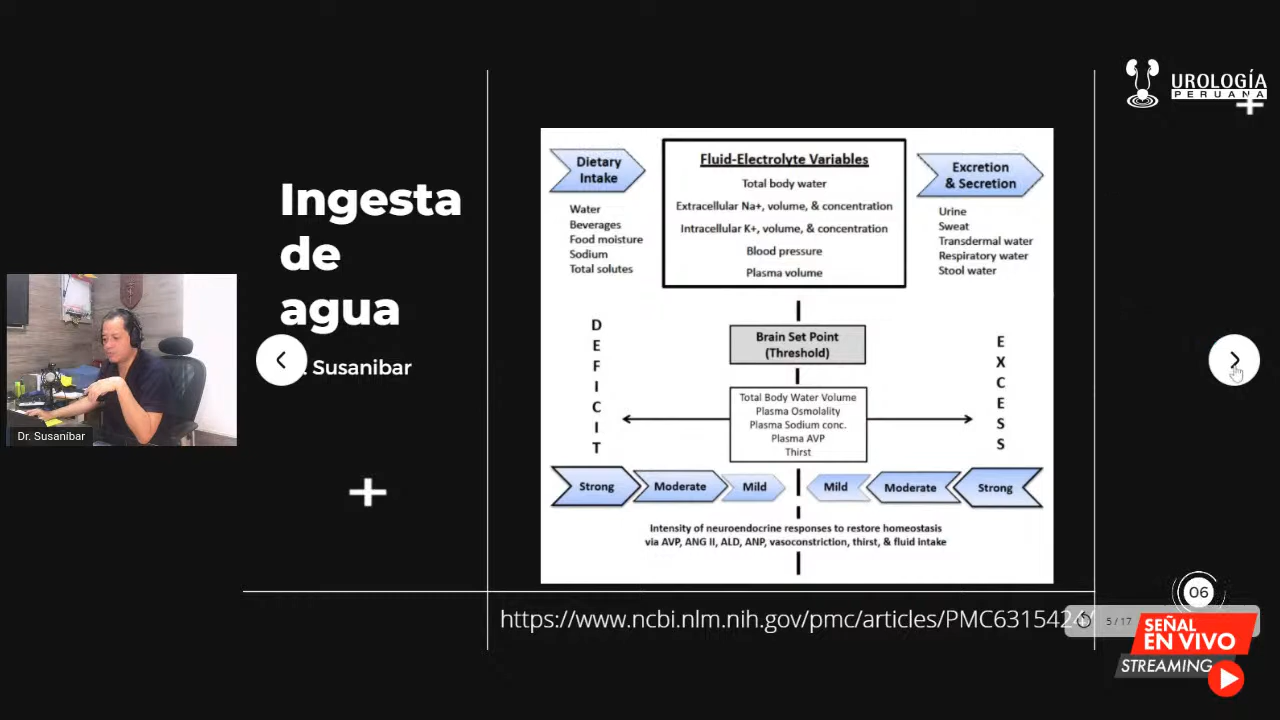 UROLOGÍA
PERUANA
Ingesta
de
agua
Susanibar
Dr. Susaníbar
Dietary
Intake
Water
Beverages
Food moisture
Sodium
Total solutes
Fluid-Electrolyte Variables
Total body water
Extracellular Na+, volume, & concentration
Intracellular K+, volume, & concentration
Blood pressure
Plasma volume
Excretion
& Secretion
Urine
Sweat
Transdermal water
Respiratory water
Stool water
DEFICIT
Brain Set Point
(Threshold)
Total Body Water Volume
Plasma Osmolality
Plasma Sodium conc.
Plasma AVP
Thirst
EXCESS
Strong
Moderate
Mild
Mild
Moderate
Strong
Intensity of neuroendocrine responses to restore homeostasis
via AVP, ANG II, ALD, ANP, vasoconstriction, thirst, & fluid intake
https://www.ncbi.nlm.nih.gov/pmc/articles/PMC6315424/
06
5 / 17
SEÑAL
EN VIVO
STREAMING